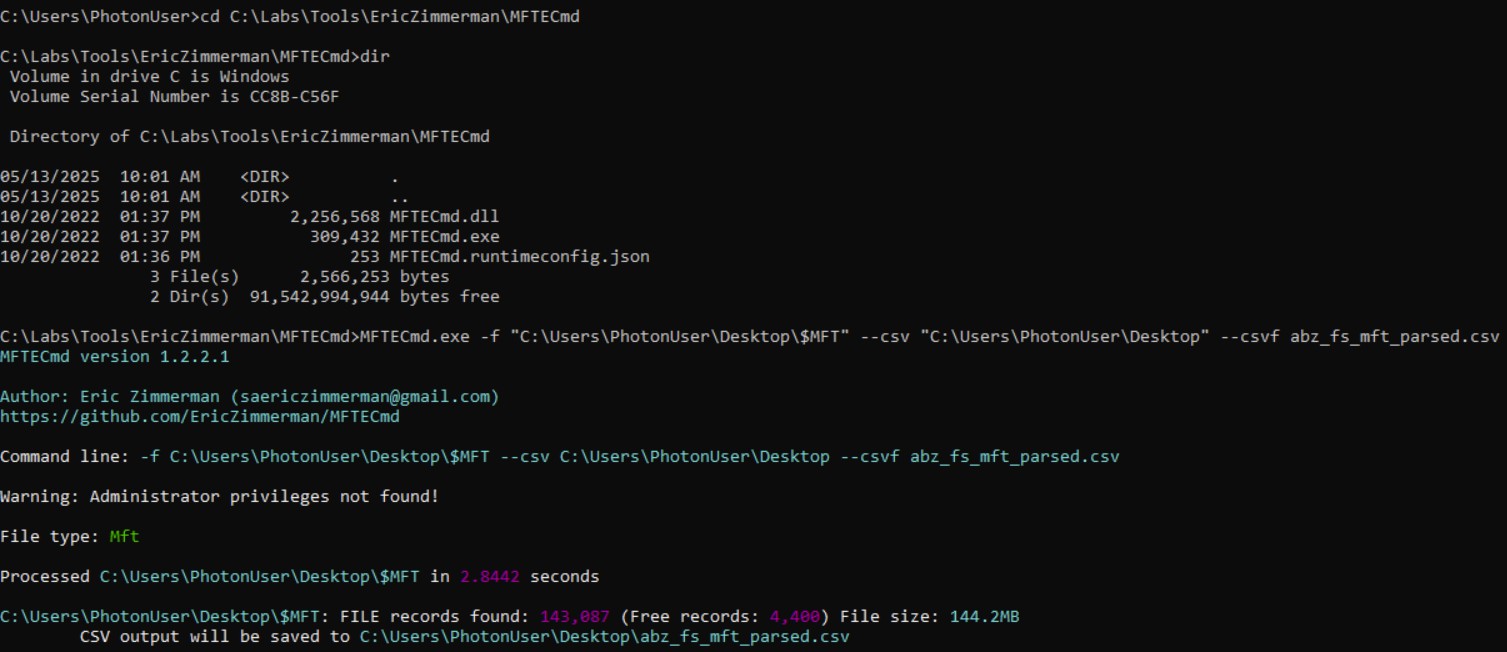 C:\Users\PhotonUser>cd C:\Labs\Tools\EricZimmerman\MFTECmd
C:\Labs\Tools\EricZimmerman\MFTECmd>dir
 Volume in drive C is Windows
 Volume Serial Number is CC8B-C56F
 Directory of C:\Labs\Tools\EricZimmerman\MFTECmd
05/13/2025  10:01 AM    <DIR>          .
05/13/2025  10:01 AM    <DIR>          ..
10/20/2022  01:37 PM         2,256,568 MFTECmd.dll
10/20/2022  01:37 PM           309,432 MFTECmd.exe
10/20/2022  01:36 PM               253 MFTECmd.runtimeconfig.json
               3 File(s)      2,566,253 bytes
               2 Dir(s)  91,542,994,944 bytes free
C:\Labs\Tools\EricZimmerman\MFTECmd>MFTECmd.exe -f "C:\Users\PhotonUser\Desktop\$MFT" --csv "C:\Users\PhotonUser\Desktop" --csvf abz_fs_mft_parsed.csv
MFTECmd version 1.2.2.1
Author: Eric Zimmerman (saericzimmerman@gmail.com)
https://github.com/EricZimmerman/MFTECmd
Command line: -f C:\Users\PhotonUser\Desktop\$MFT --csv C:\Users\PhotonUser\Desktop --csvf abz_fs_mft_parsed.csv
Warning: Administrator privileges not found!
File type: Mft
Processed C:\Users\PhotonUser\Desktop\$MFT in 2.8442 seconds
C:\Users\PhotonUser\Desktop\$MFT: FILE records found: 143,087 (Free records: 4,400) File size: 144.2MB
        CSV output will be saved to C:\Users\PhotonUser\Desktop\abz_fs_mft_parsed.csv